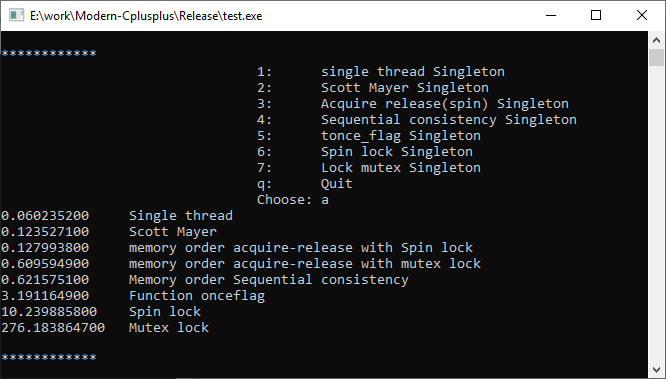 E:\work\Modern-Cplusplus\Release\test.exe
************
1: single thread Singleton
2: Scott Mayer Singleton
3: Acquire release(spin) Singleton
4: Sequential consistency Singleton
5: tonce_flag Singleton
6: Spin lock Singleton
7: Lock mutex Singleton
q: Quit
Choose: a
0.060235200 Single thread
0.123527100 Scott Mayer
0.127993800 memory order acquire-release with Spin lock
0.609594900 memory order acquire-release with mutex lock
0.621575100 Memory order Sequential consistency
3.191164900 Function onceflag
10.239885800 Spin lock
276.183864700 Mutex lock
************